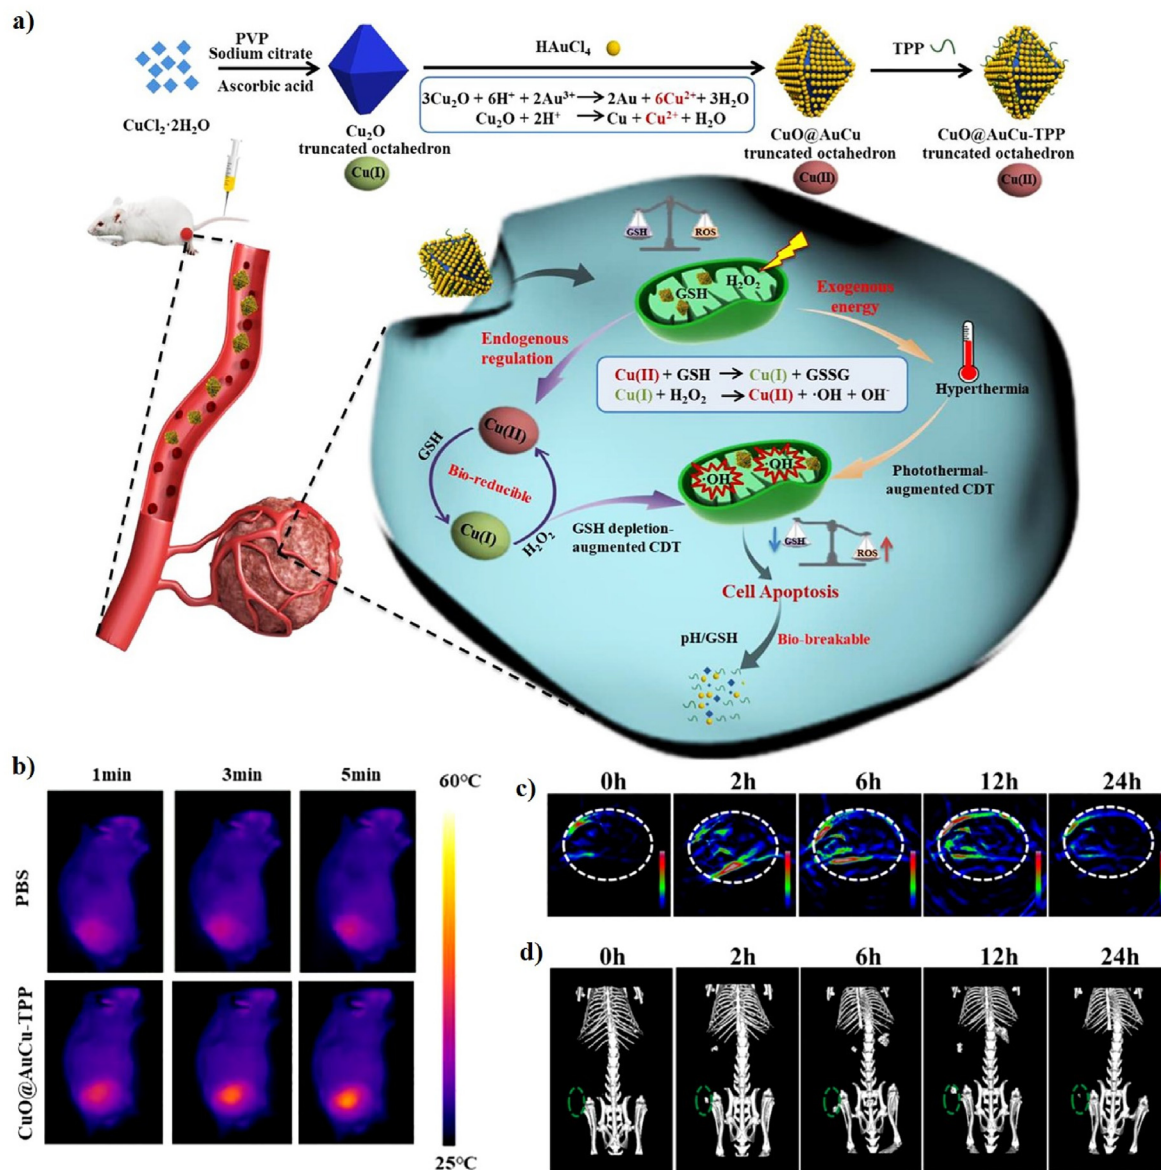 a)
PVP
Sodium citrate
Ascorbic acid
CuCl₂·2H₂O
Cu₂O
truncated octahedron
Cu(I)
HAuCl₄
3Cu₂O + 6H⁺ + 2Au³⁺ → 2Au + 6Cu²⁺ + 3H₂O
Cu₂O + 2H⁺ → Cu + Cu²⁺ + H₂O
CuO@AuCu
truncated octahedron
Cu(II)
TPP
CuO@AuCu-TPP
truncated octahedron
Cu(II)
GSH
ROS
GSH
H₂O₂
Exogenous
energy
Endogenous
regulation
Cu(II) + GSH → Cu(I) + GSSG
Cu(I) + H₂O₂ → Cu(II) + ·OH + OH⁻
Hyperthermia
Cu(II)
GSH
Bio-reducible
Cu(I)
H₂O₂
GSH depletion-
augmented CDT
·OH
·OH
Photothermal-
augmented CDT
GSH
ROS
Cell Apoptosis
pH/GSH
Bio-breakable
b)
1min
3min
5min
60°C
PBS
CuO@AuCu-TPP
25°C
c)
0h
2h
6h
12h
24h
d)
0h
2h
6h
12h
24h